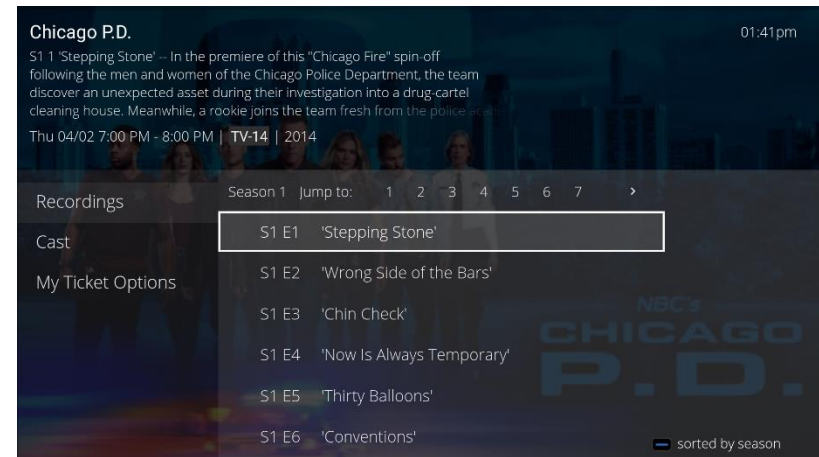 Chicago P.D.
01:41pm
S1 1 'Stepping Stone' -- In the premiere of this "Chicago Fire" spin-off
following the men and women of the Chicago Police Department, the team
discover an unexpected asset during their investigation into a drug-cartel
cleaning house. Meanwhile, a rookie joins the team fresh from the police
Thu 04/02 7:00 PM - 8:00 PM | TV-14 | 2014
Recordings
Cast
My Ticket Options
Season 1 Jump to: 1 2 3 4 5 6 7 >
S1 E1 'Stepping Stone'
S1 E2 'Wrong Side of the Bars'
S1 E3 'Chin Check'
S1 E4 'Now Is Always Temporary'
S1 E5 'Thirty Balloons'
S1 E6 'Conventions'
NBC's
CHICAGO
P.D.
sorted by season